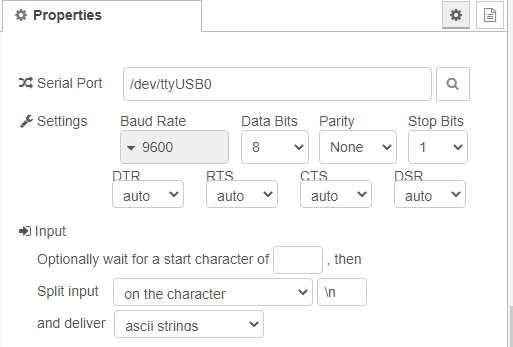 Properties
Serial Port /dev/ttyUSB0
Settings Baud Rate Data Bits Parity Stop Bits
9600 8 None 1
DTR RTS CTS DSR
auto auto auto auto
Input
Optionally wait for a start character of , then
Split input on the character \n
and deliver ascii strings